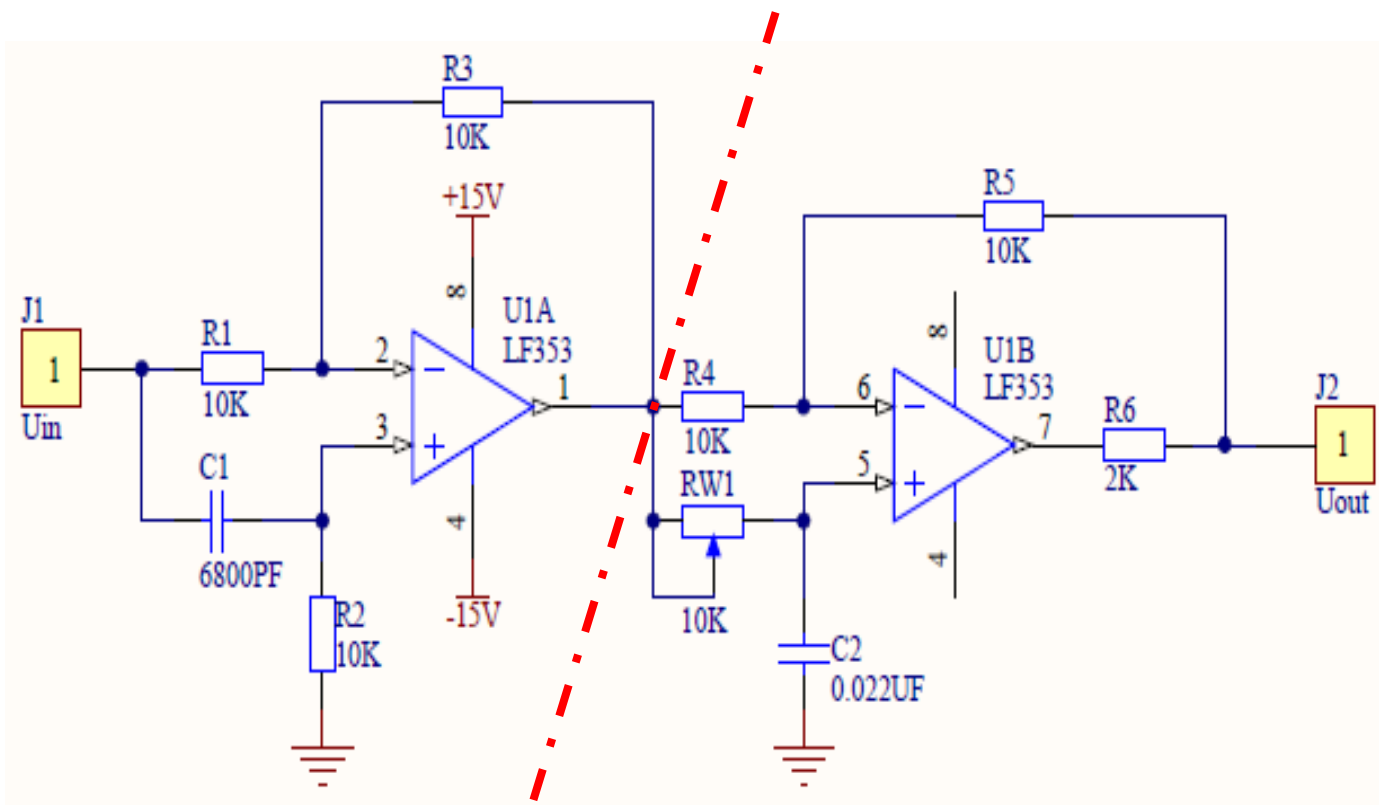 R3
10K
+15V
8
J1
1
Uin
R1
10K
2
3
U1A
LF353
1
C1
6800PF
R2
10K
4
-15V
R4
10K
RW1
10K
R5
10K
8
U1B
LF353
6
5
7
4
R6
2K
C2
0.022UF
J2
1
Uout